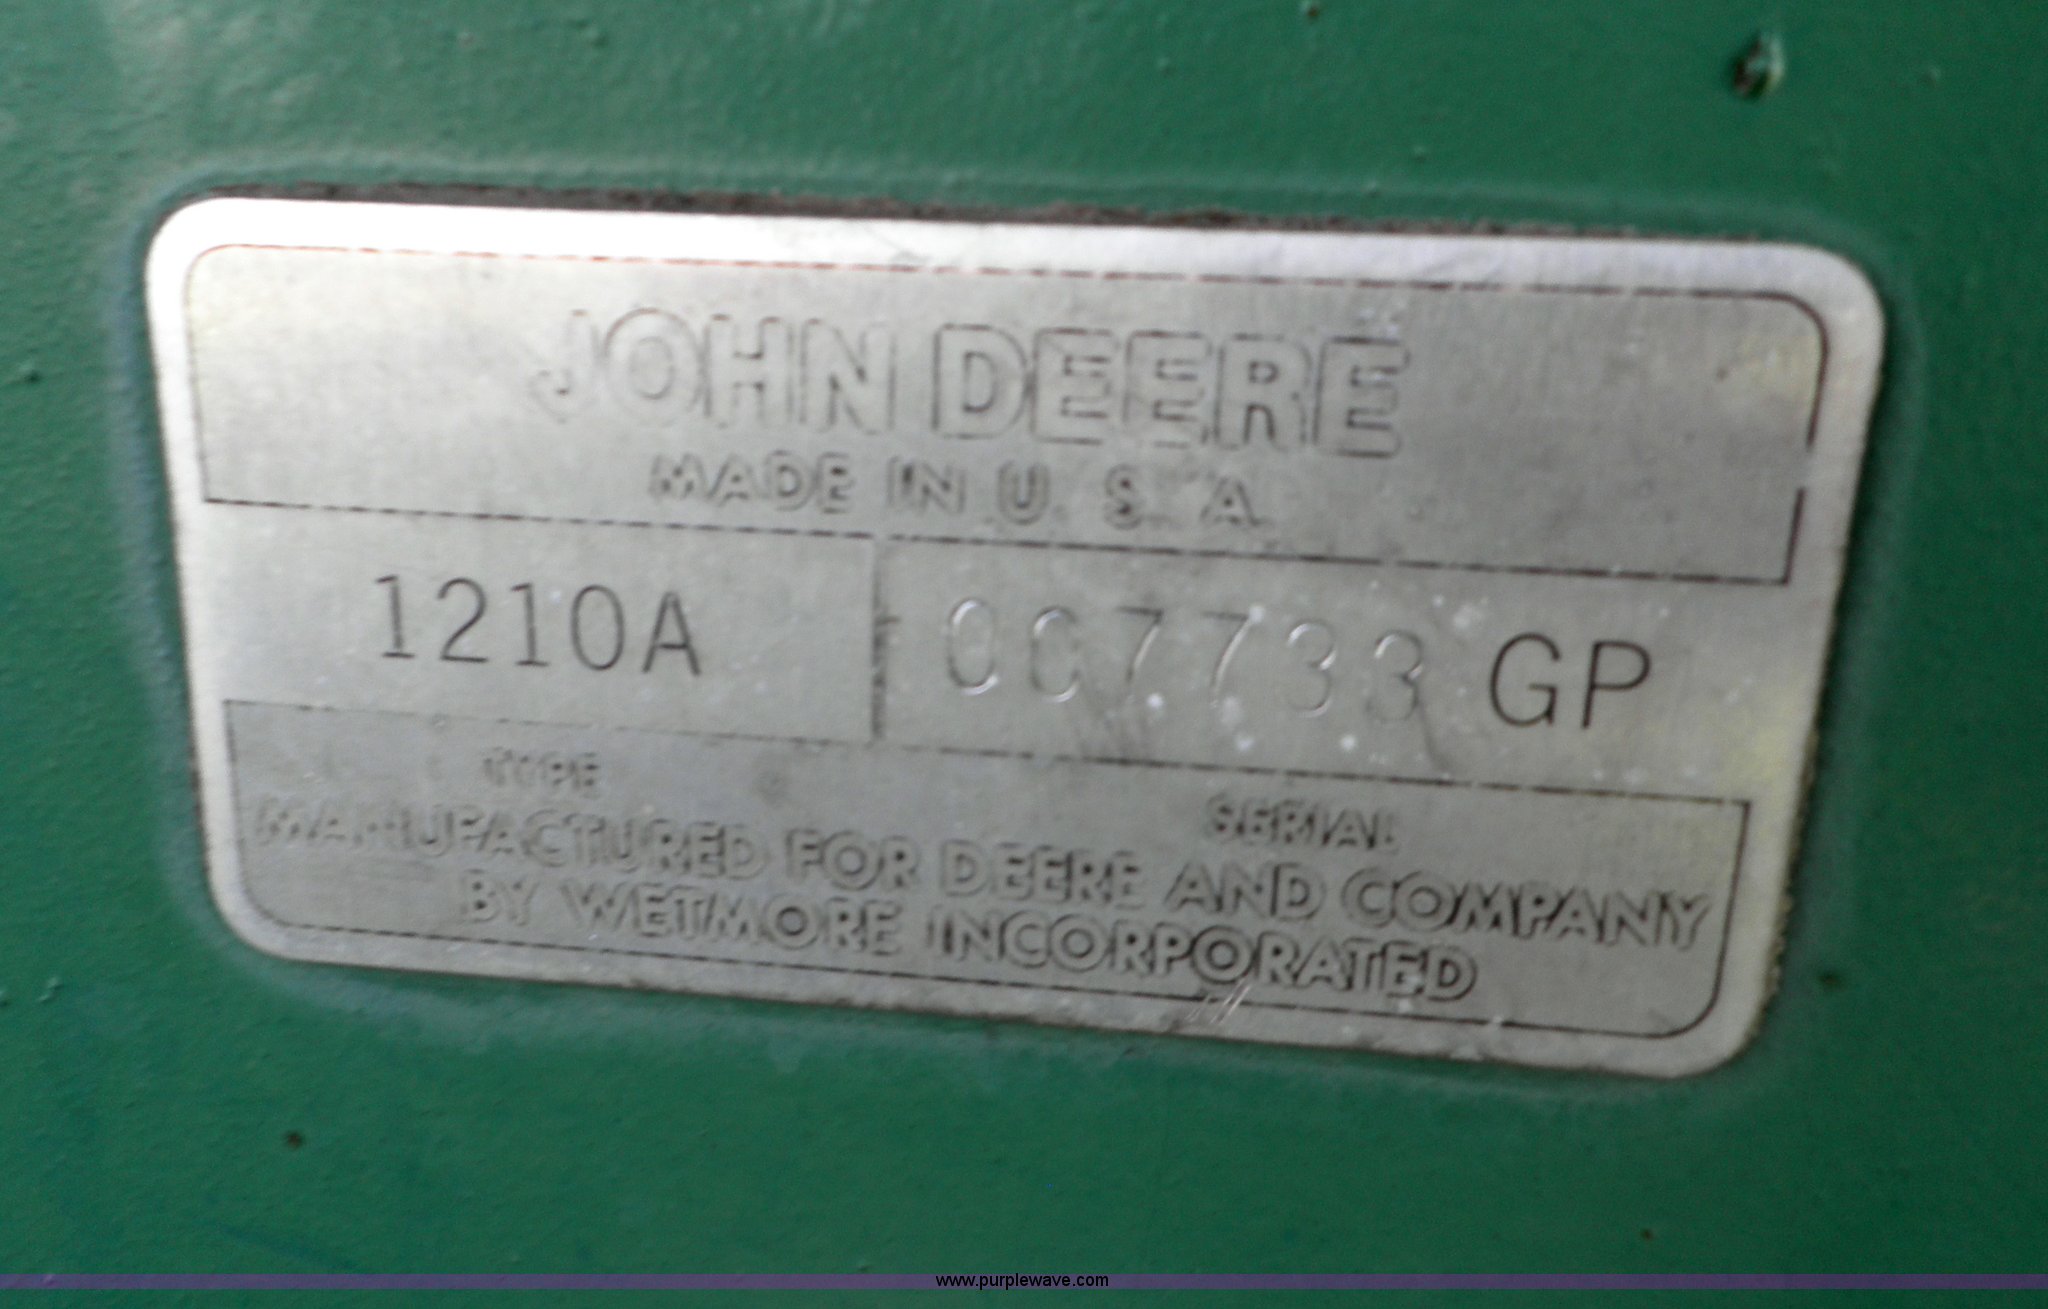 JOHN DEERE
MADE IN U. S. A.
1210A 007733 GP
TYPE SERIAL
MANUFACTURED FOR DEERE AND COMPANY
BY WETMORE INCORPORATED
www.purplewave.com